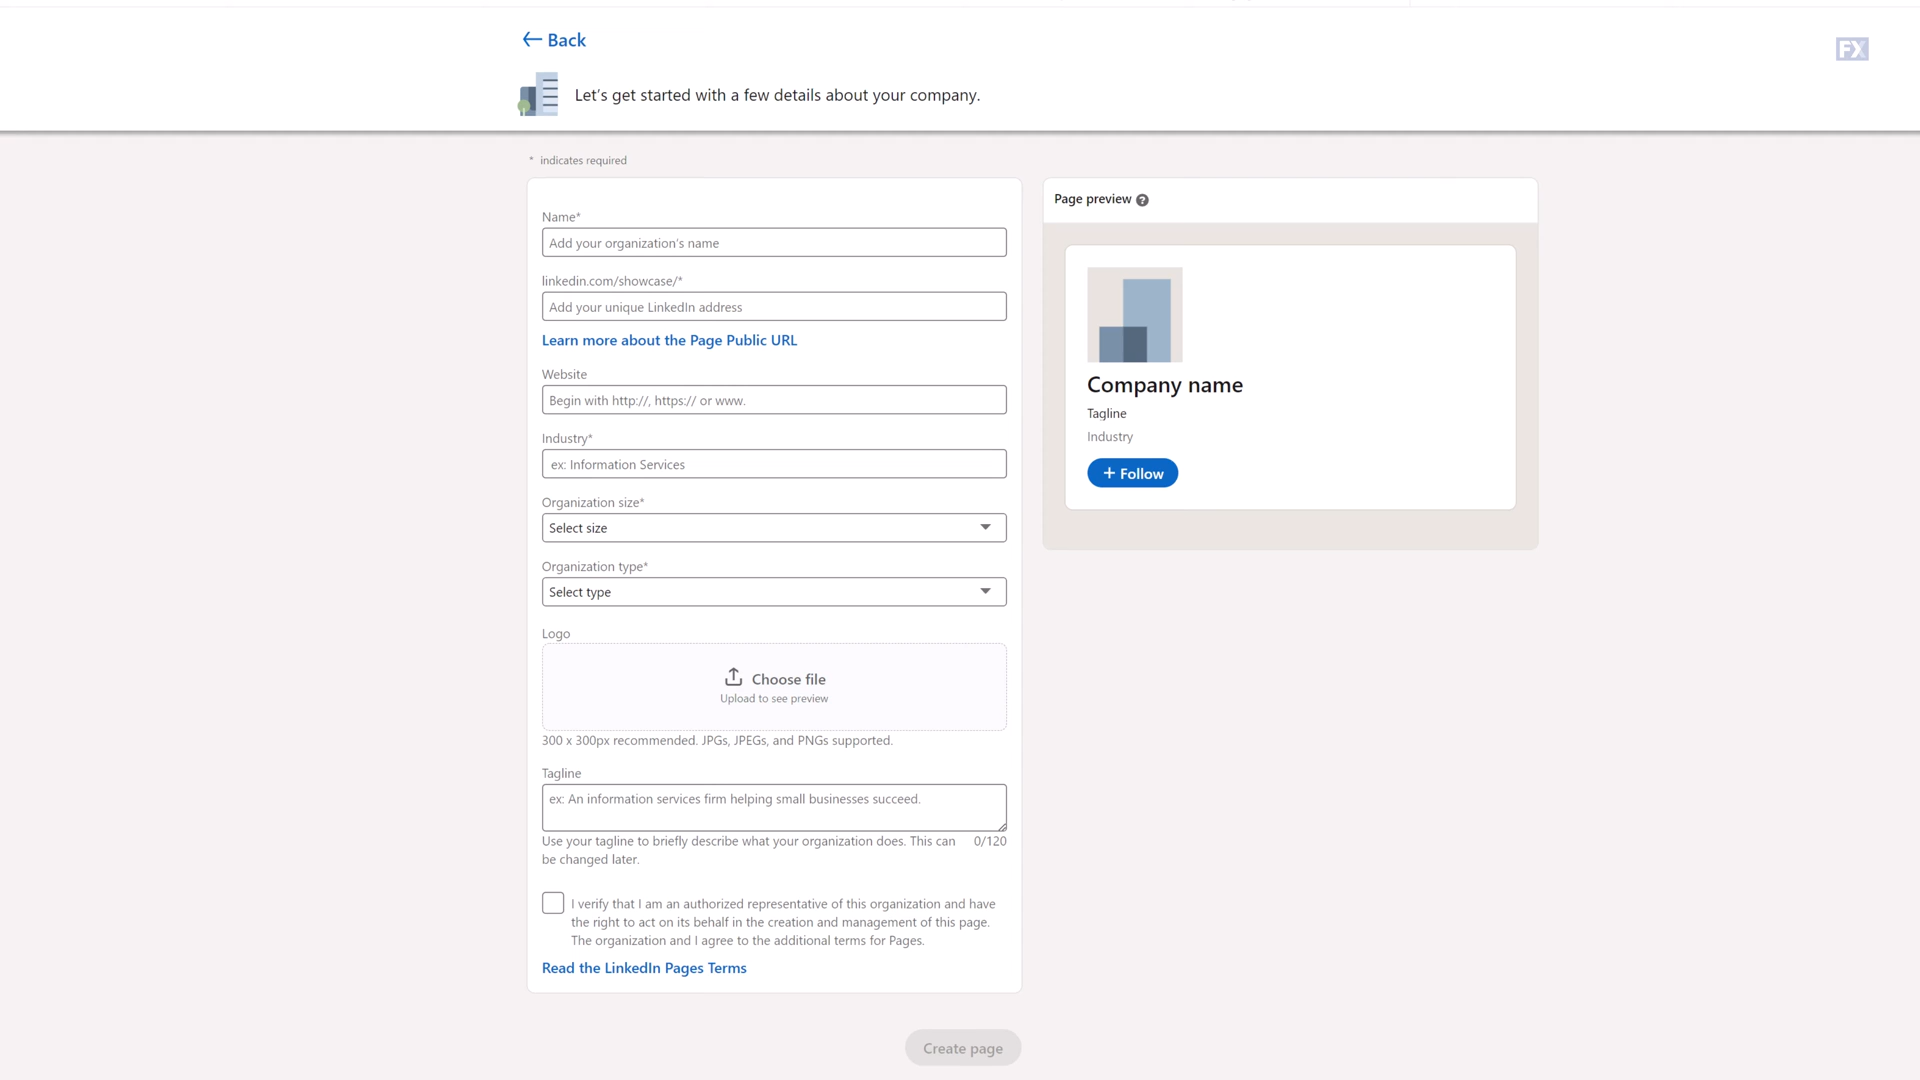 ← Back
FX
Let's get started with a few details about your company.
* indicates required
Name*
Add your organization's name
linkedin.com/showcase/*
Add your unique LinkedIn address
Learn more about the Page Public URL
Website
Begin with http://, https:// or www.
Industry*
ex: Information Services
Organization size*
Select size
Organization type*
Select type
Logo
Choose file
Upload to see preview
300 x 300px recommended. JPGs, JPEGs, and PNGs supported.
Tagline
ex: An information services firm helping small businesses succeed.
Use your tagline to briefly describe what your organization does. This can
be changed later.
0/120
I verify that I am an authorized representative of this organization and have
the right to act on its behalf in the creation and management of this page.
The organization and I agree to the additional terms for Pages.
Read the LinkedIn Pages Terms
Create page
Page preview ?
Company name
Tagline
Industry
+ Follow